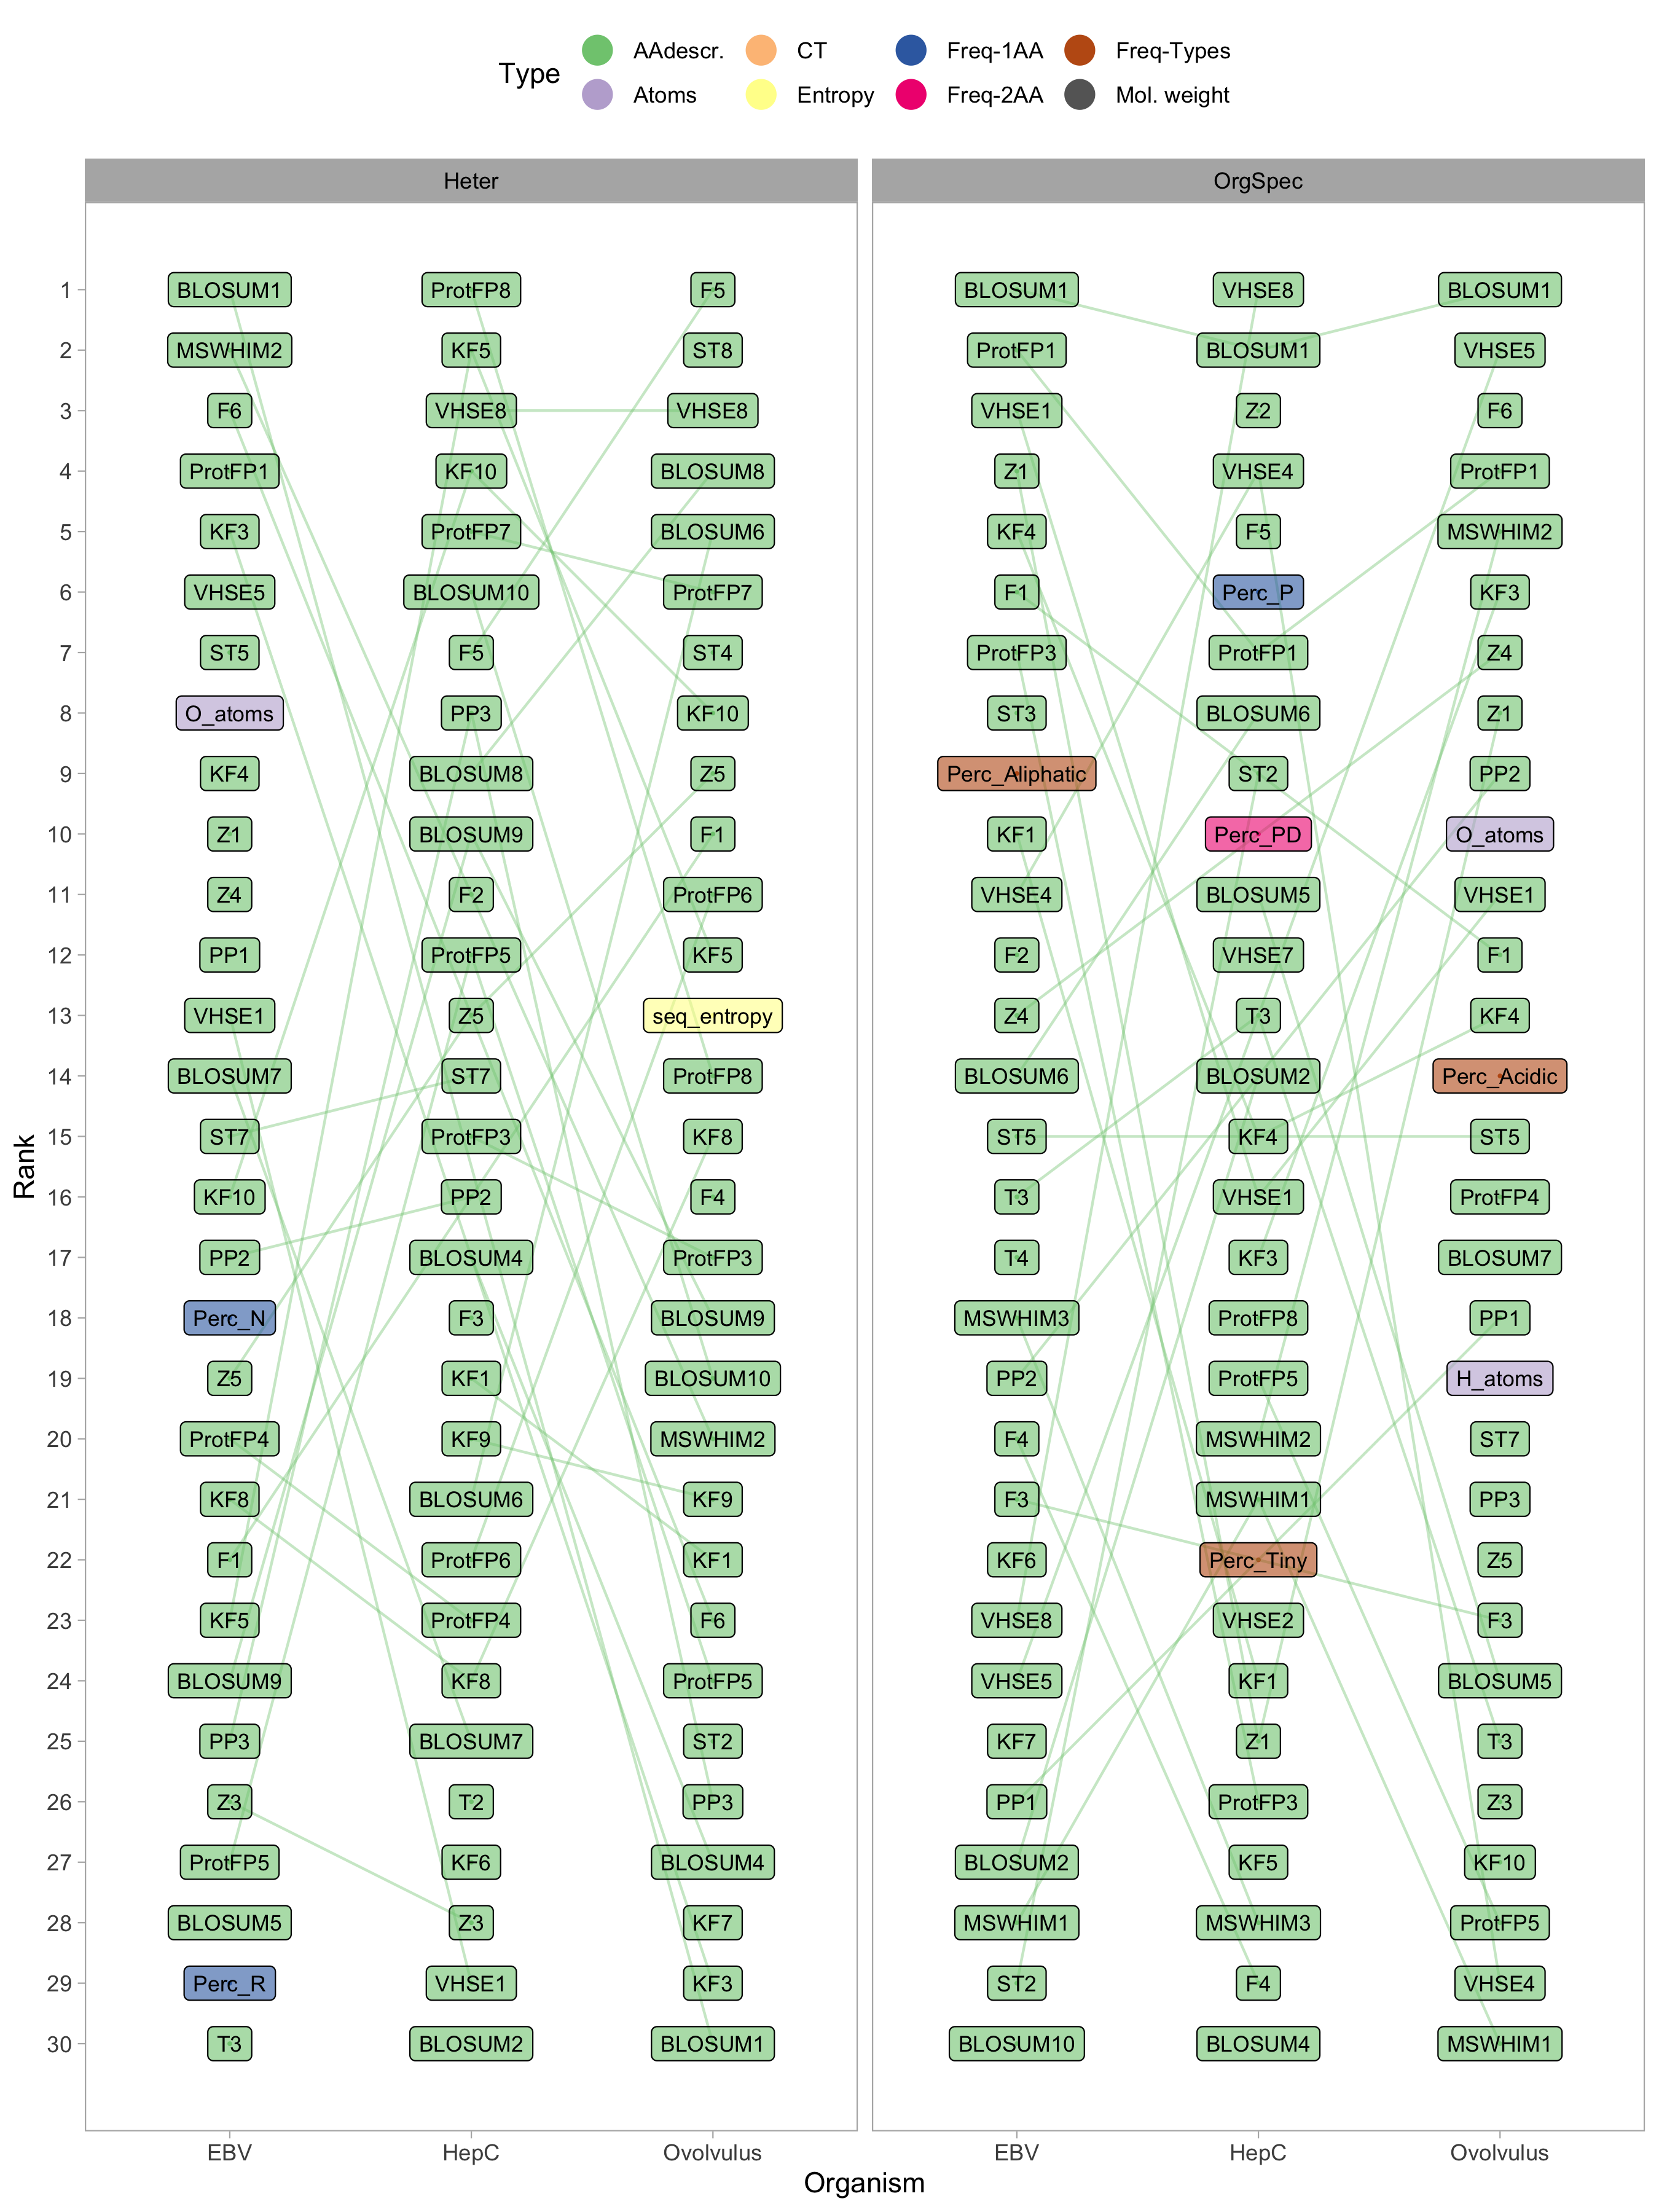 Type
AAdescr. CT Freq-1AA Freq-Types
Atoms Entropy Freq-2AA Mol. weight
Heter OrgSpec
Rank
1 BLOSUM1 ProtFP8 F5 BLOSUM1 VHSE8 BLOSUM1
2 MSWHIM2 KF5 ST8 ProtFP1 BLOSUM1 VHSE5
3 F6 VHSE8 VHSE8 VHSE1 Z2 F6
4 ProtFP1 KF10 BLOSUM8 Z1 VHSE4 ProtFP1
5 KF3 ProtFP7 BLOSUM6 KF4 F5 MSWHIM2
6 VHSE5 BLOSUM10 ProtFP7 F1 Perc_P KF3
7 ST5 F5 ST4 ProtFP3 ProtFP1 Z4
8 O_atoms PP3 KF10 ST3 BLOSUM6 Z1
9 KF4 BLOSUM8 Z5 Perc_Aliphatic ST2 PP2
10 Z1 BLOSUM9 F1 KF1 Perc_PD O_atoms
11 Z4 F2 ProtFP6 VHSE4 BLOSUM5 VHSE1
12 PP1 ProtFP5 KF5 F2 VHSE7 F1
13 VHSE1 Z5 seq_entropy Z4 T3 KF4
14 BLOSUM7 ST7 ProtFP8 BLOSUM6 BLOSUM2 Perc_Acidic
15 ST7 ProtFP3 KF8 ST5 KF4 ST5
16 KF10 PP2 F4 T3 VHSE1 ProtFP4
17 PP2 BLOSUM4 ProtFP3 T4 KF3 BLOSUM7
18 Perc_N F3 BLOSUM9 MSWHIM3 ProtFP8 PP1
19 Z5 KF1 BLOSUM10 PP2 ProtFP5 H_atoms
20 ProtFP4 KF9 MSWHIM2 F4 MSWHIM2 ST7
21 KF8 BLOSUM6 KF9 F3 MSWHIM1 PP3
22 F1 ProtFP6 KF1 KF6 Perc_Tiny Z5
23 KF5 ProtFP4 F6 VHSE8 VHSE2 F3
24 BLOSUM9 KF8 ProtFP5 VHSE5 KF1 BLOSUM5
25 PP3 BLOSUM7 ST2 KF7 Z1 T3
26 Z3 T2 PP3 PP1 ProtFP3 Z3
27 ProtFP5 KF6 BLOSUM4 BLOSUM2 KF5 KF10
28 BLOSUM5 Z3 KF7 MSWHIM1 MSWHIM3 ProtFP5
29 Perc_R VHSE1 KF3 ST2 F4 VHSE4
30 T3 BLOSUM2 BLOSUM1 BLOSUM10 BLOSUM4 MSWHIM1
EBV HepC Ovolvulus EBV HepC Ovolvulus
Organism